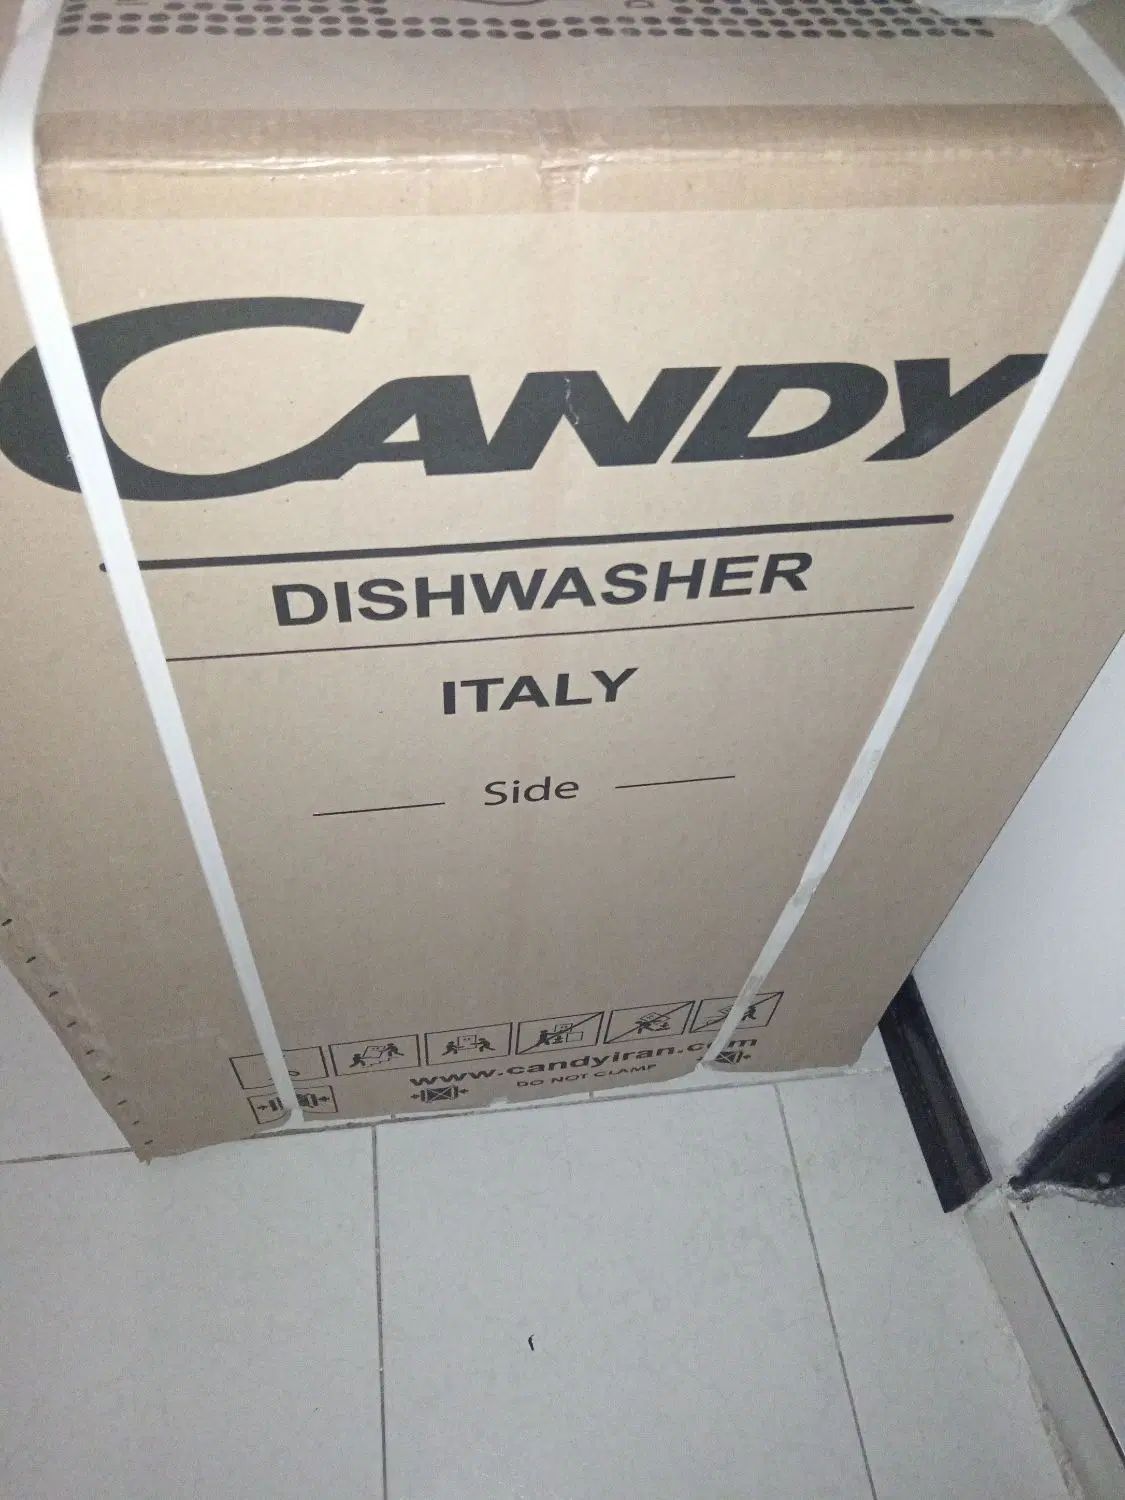 CANDY
DISHWASHER
ITALY
Side
www.candyiran.com
DO NOT CLAMP